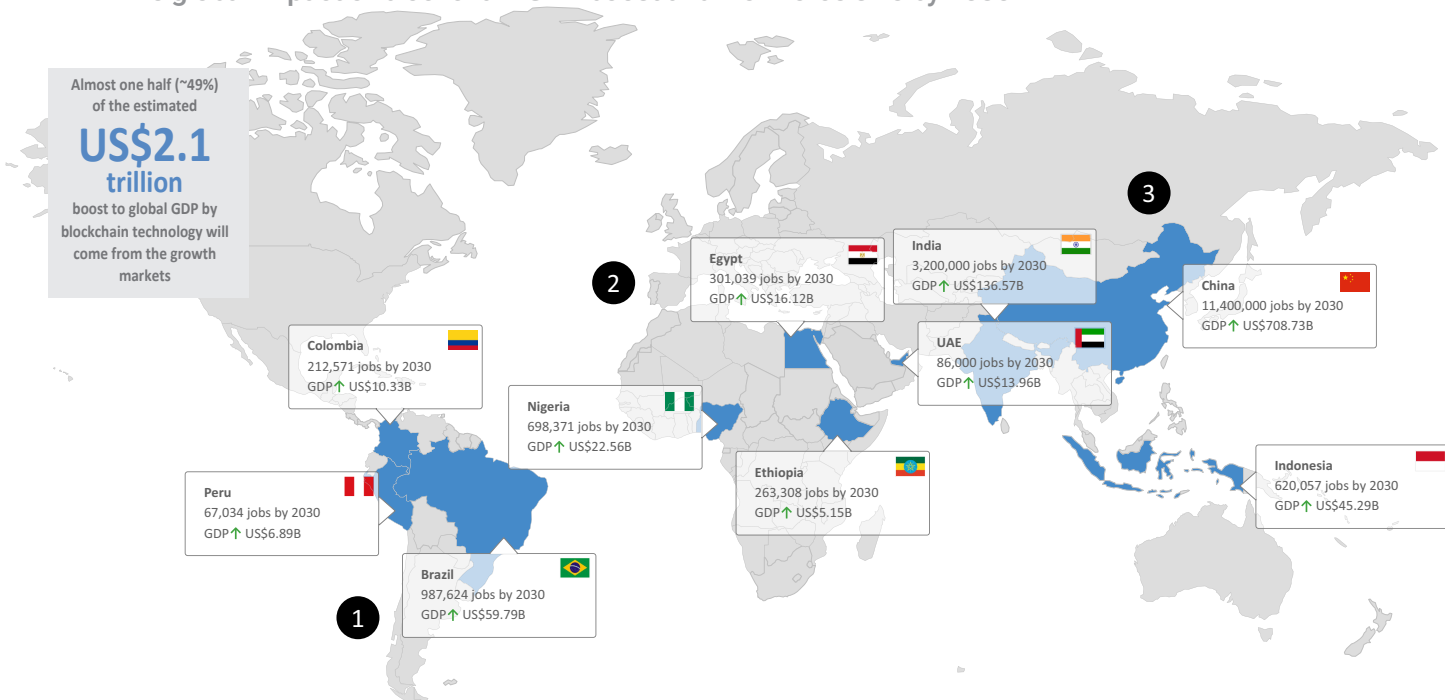 Almost one half (~49%)
of the estimated
US$2.1
trillion
boost to global GDP by
blockchain technology will
come from the growth
markets
3
2
Egypt
301,039 jobs by 2030
GDP↑ US$16.12B
India
3,200,000 jobs by 2030
GDP↑ US$136.57B
China
11,400,000 jobs by 2030
GDP↑ US$708.73B
Colombia
212,571 jobs by 2030
GDP↑ US$10.33B
UAE
86,000 jobs by 2030
GDP↑ US$13.96B
Nigeria
698,371 jobs by 2030
GDP↑ US$22.56B
Ethiopia
263,308 jobs by 2030
GDP↑ US$5.15B
Indonesia
620,057 jobs by 2030
GDP↑ US$45.29B
Peru
67,034 jobs by 2030
GDP↑ US$6.89B
Brazil
987,624 jobs by 2030
GDP↑ US$59.79B
1